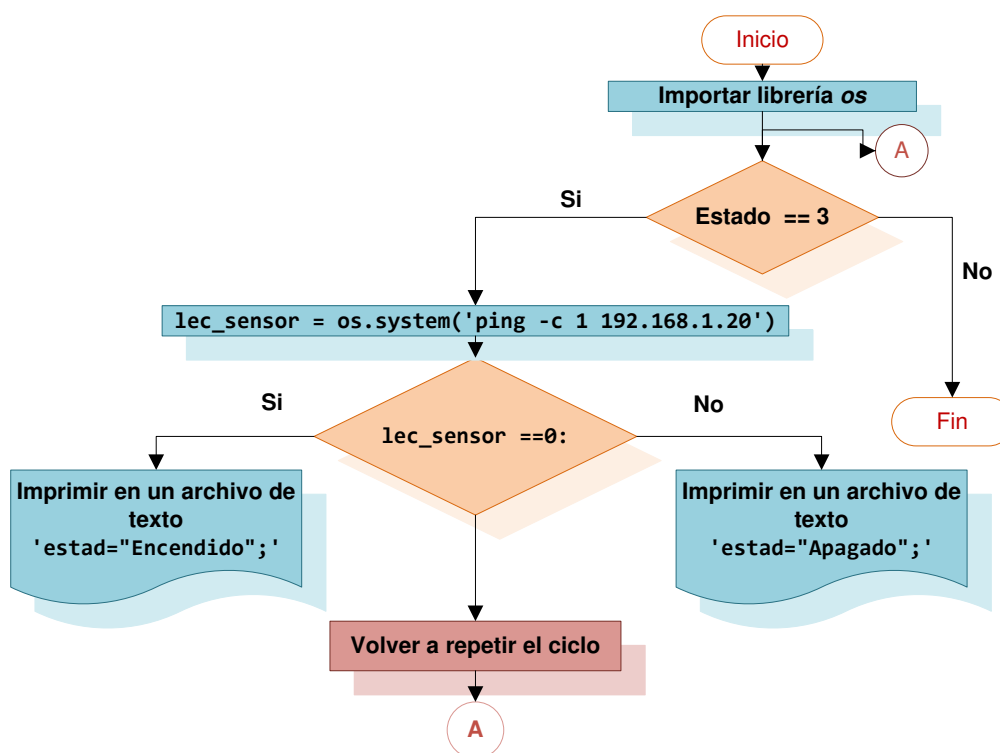 Inicio
Importar librería os
A
Estado == 3
Si
No
lec_sensor = os.system('ping -c 1 192.168.1.20')
Fin
lec_sensor ==0:
Si
No
Imprimir en un archivo de
texto
'estad="Encendido";'
Imprimir en un archivo de
texto
'estad="Apagado";'
Volver a repetir el ciclo
A